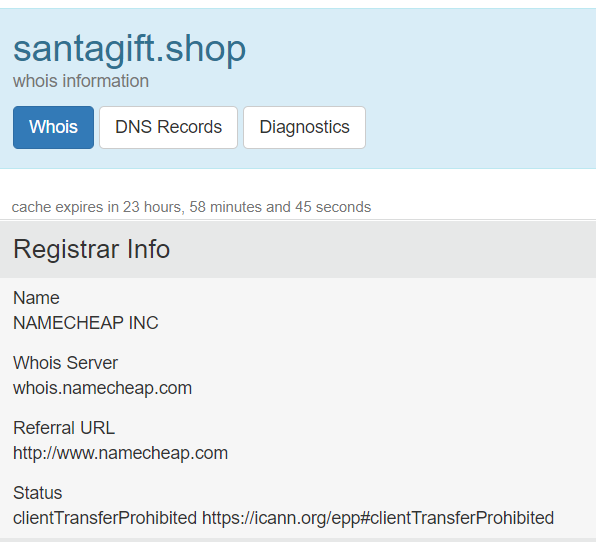 santagift.shop
whois information
Whois DNS Records Diagnostics
cache expires in 23 hours, 58 minutes and 45 seconds
Registrar Info
Name
NAMECHEAP INC
Whois Server
whois.namecheap.com
Referral URL
http://www.namecheap.com
Status
clientTransferProhibited https://icann.org/epp#clientTransferProhibited